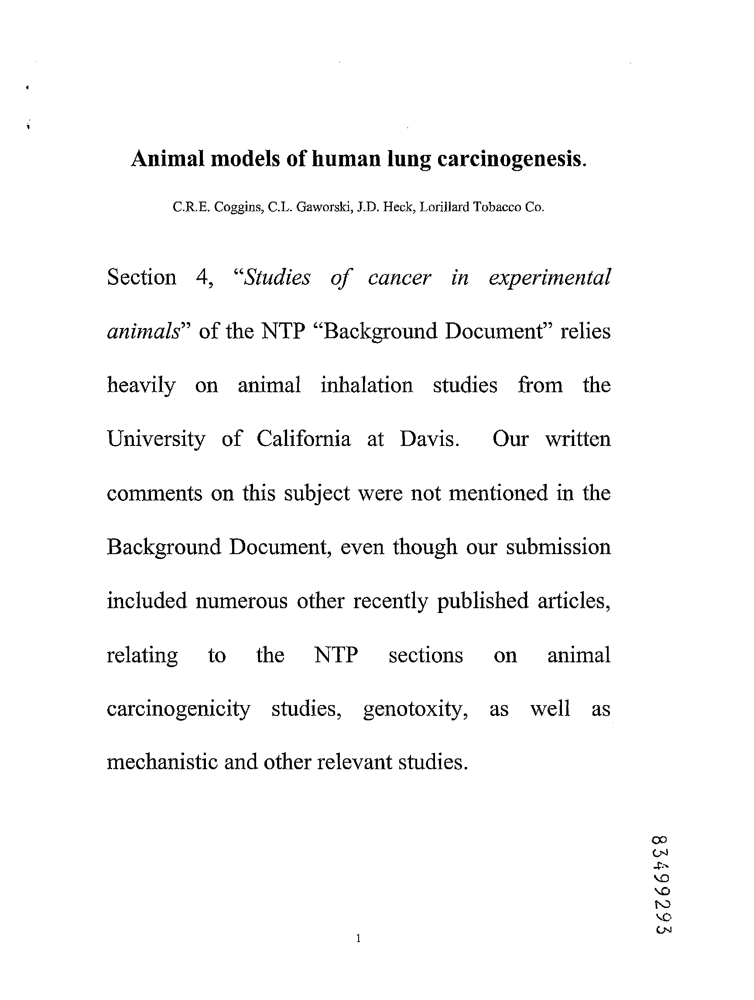 Animal models of human lung carcinogenesis.
C.R.E. Coggins, C.L. Gaworski, J.D. Heck, Lorillard Tobacco Co.
Section 4, “Studies of cancer in experimental
animals” of the NTP “Background Document” relies
heavily on animal inhalation studies from the
University of California at Davis. Our written
comments on this subject were not mentioned in the
Background Document, even though our submission
included numerous other recently published articles,
relating to the NTP sections on animal
carcinogenicity studies, genotoxity, as well as
mechanistic and other relevant studies.
83499293
1